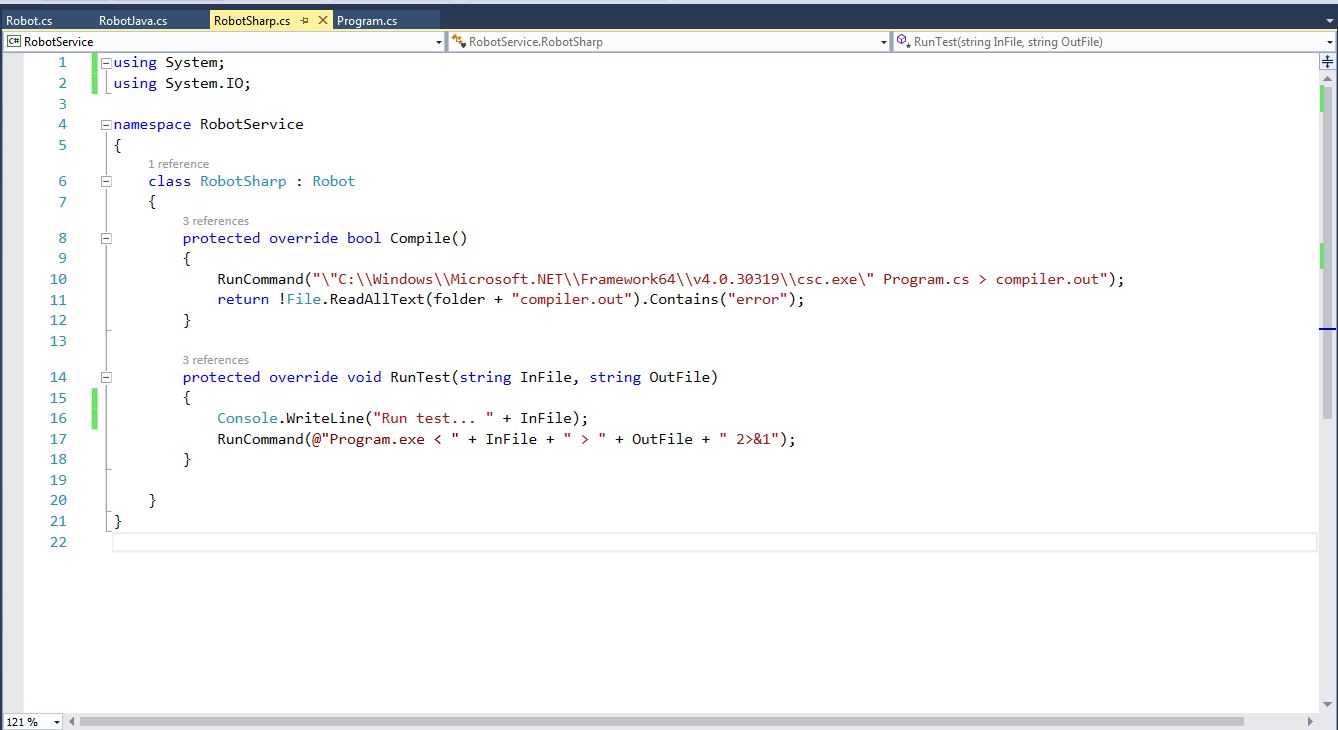 Robot.cs RobotJava.cs RobotSharp.cs Program.cs
C# RobotService RobotService.RobotSharp RunTest(string InFile, string OutFile)
1 using System;
2 using System.IO;
3
4 namespace RobotService
5 {
1 reference
6 class RobotSharp : Robot
7 {
3 references
8 protected override bool Compile()
9 {
10 RunCommand("\"C:\\Windows\\Microsoft.NET\\Framework64\\v4.0.30319\\csc.exe\" Program.cs > compiler.out");
11 return !File.ReadAllText(folder + "compiler.out").Contains("error");
12 }
13
3 references
14 protected override void RunTest(string InFile, string OutFile)
15 {
16 Console.WriteLine("Run test... " + InFile);
17 RunCommand(@"Program.exe < " + InFile + " > " + OutFile + " 2>&1");
18 }
19
20 }
21 }
22
121 %